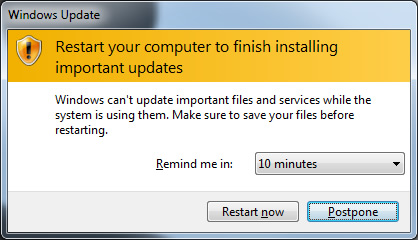 Windows Update
Restart your computer to finish installing
important updates
Windows can't update important files and services while the
system is using them. Make sure to save your files before
restarting.
Remind me in: 10 minutes
Restart now Postpone